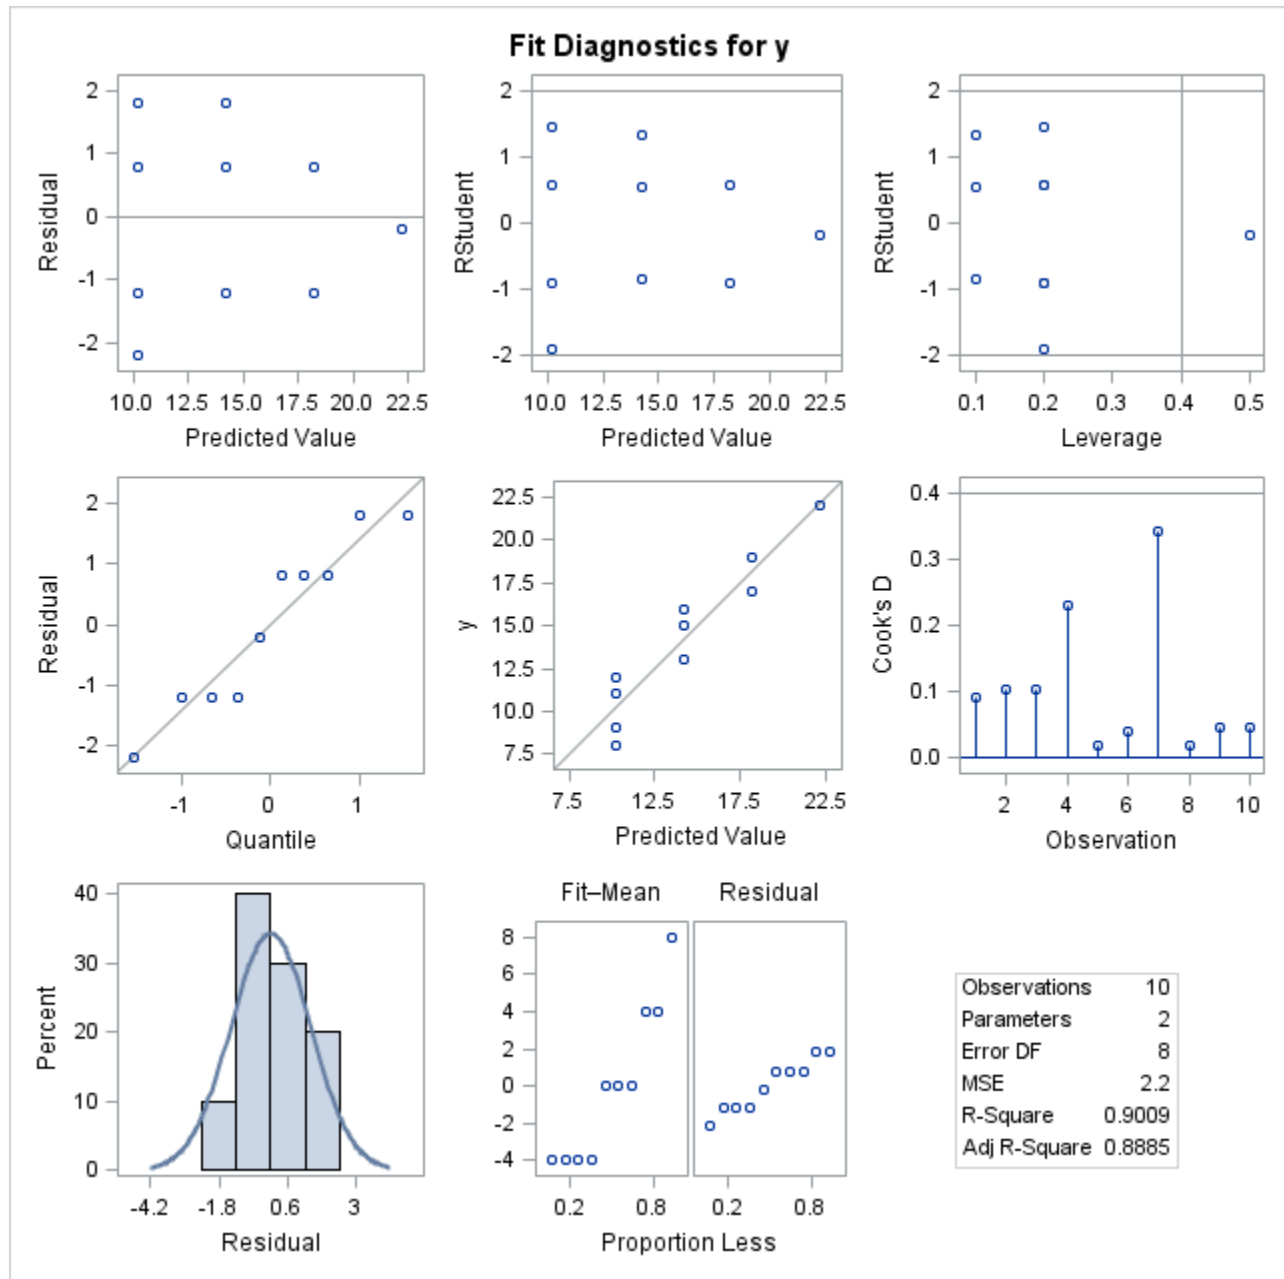 Fit Diagnostics for y
2
1
0
-1
-2
Residual
10.0 12.5 15.0 17.5 20.0 22.5
Predicted Value
2
1
0
-1
-2
RStudent
10.0 12.5 15.0 17.5 20.0 22.5
Predicted Value
2
1
0
-1
-2
RStudent
0.1 0.2 0.3 0.4 0.5
Leverage
2
1
0
-1
-2
Residual
-1 0 1
Quantile
22.5
20.0
17.5
15.0
12.5
10.0
7.5
y
7.5 12.5 17.5 22.5
Predicted Value
0.4
0.3
0.2
0.1
0.0
Cook's D
2 4 6 8 10
Observation
40
30
20
10
0
Percent
-4.2 -1.8 0.6 3
Residual
Fit–Mean Residual
8
6
4
2
0
-2
-4
0.2 0.8 0.2 0.8
Proportion Less
Observations 10
Parameters 2
Error DF 8
MSE 2.2
R-Square 0.9009
Adj R-Square 0.8885